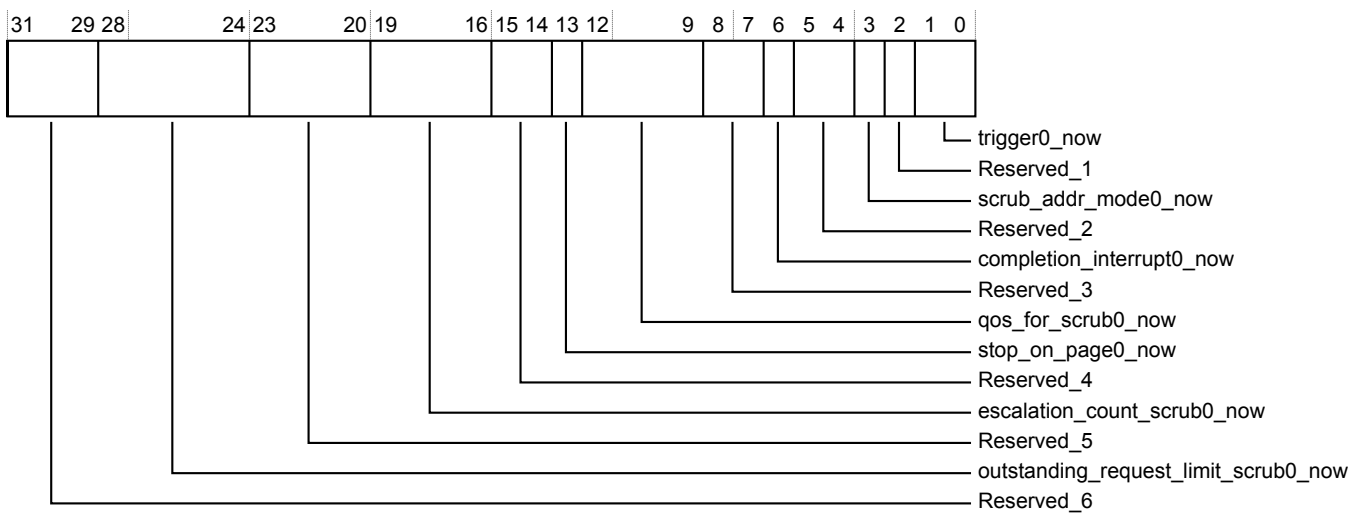 31 29 28 24 23 20 19 16 15 14 13 12 9 8 7 6 5 4 3 2 1 0
trigger0_now
Reserved_1
scrub_addr_mode0_now
Reserved_2
completion_interrupt0_now
Reserved_3
qos_for_scrub0_now
stop_on_page0_now
Reserved_4
escalation_count_scrub0_now
Reserved_5
outstanding_request_limit_scrub0_now
Reserved_6